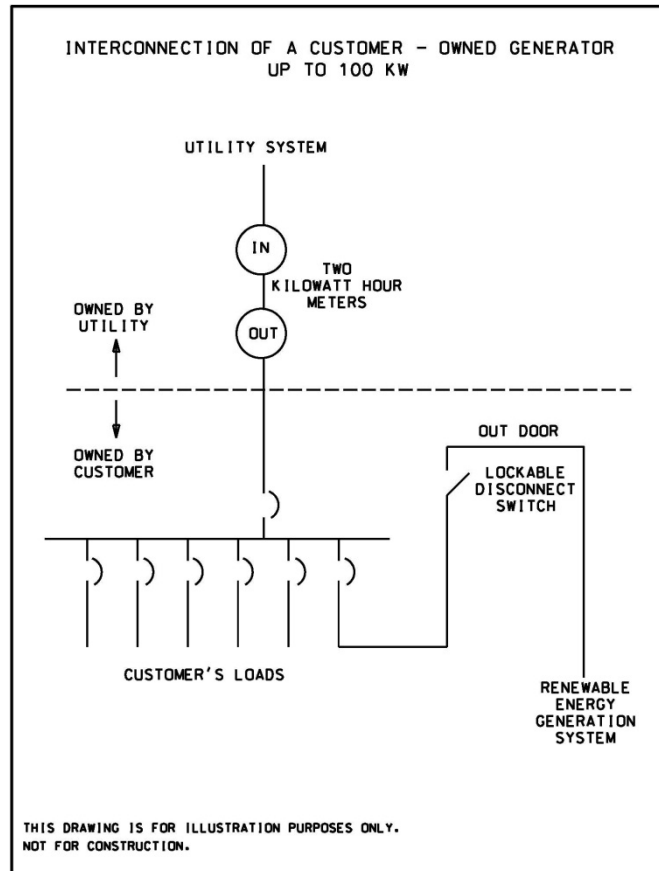 INTERCONNECTION OF A CUSTOMER - OWNED GENERATOR
UP TO 100 KW
UTILITY SYSTEM
IN
TWO
KILOWATT HOUR
METERS
OUT
OWNED BY
UTILITY
OWNED BY
CUSTOMER
OUT DOOR
LOCKABLE
DISCONNECT
SWITCH
CUSTOMER'S LOADS
RENEWABLE
ENERGY
GENERATION
SYSTEM
THIS DRAWING IS FOR ILLUSTRATION PURPOSES ONLY.
NOT FOR CONSTRUCTION.